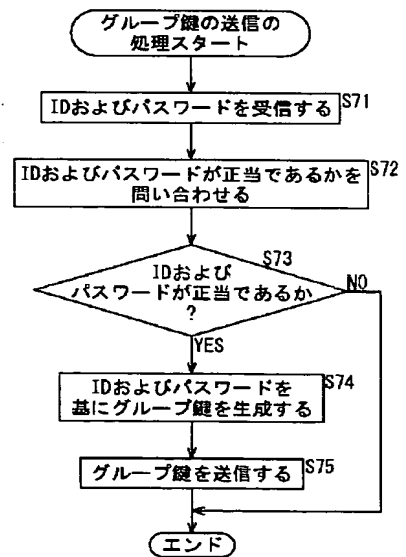 グループ鍵の送信の
処理スタート
IDおよびパスワードを受信する
S71
IDおよびパスワードが正当であるかを
問い合わせる
S72
S73
IDおよび
パスワードが正当であるか
?
NO
YES
IDおよびパスワードを
基にグループ鍵を生成する
S74
グループ鍵を送信する
S75
エンド